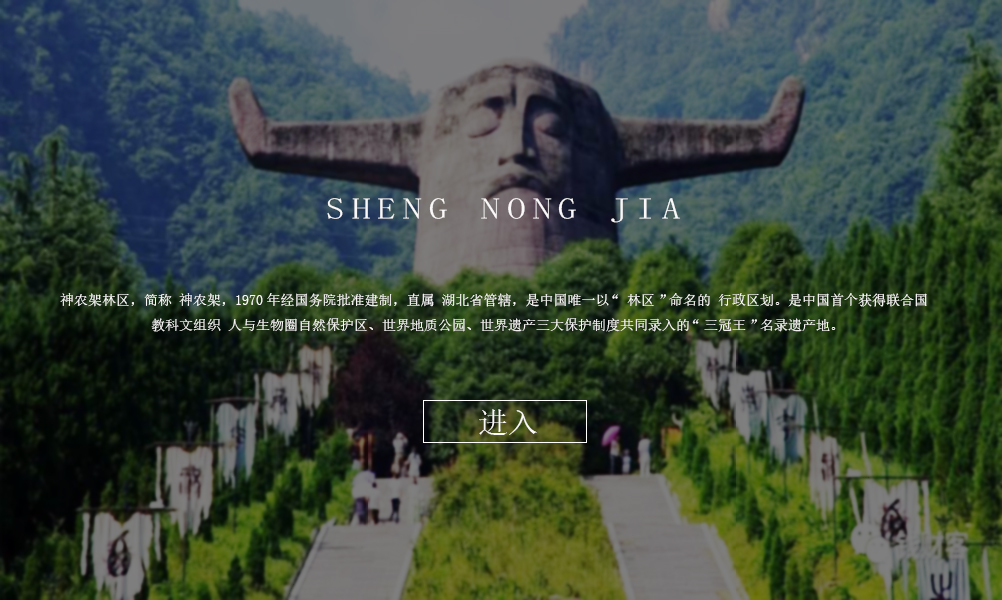 SHENG NONG JIA
神农架林区，简称 神农架，1970 年经国务院批准建制，直属 湖北省管辖，是中国唯一以“ 林区 ”命名的 行政区划。是中国首个获得联合国
教科文组织 人与生物圈自然保护区、世界地质公园、世界遗产三大保护制度共同录入的“ 三冠王 ”名录遗产地。
进入